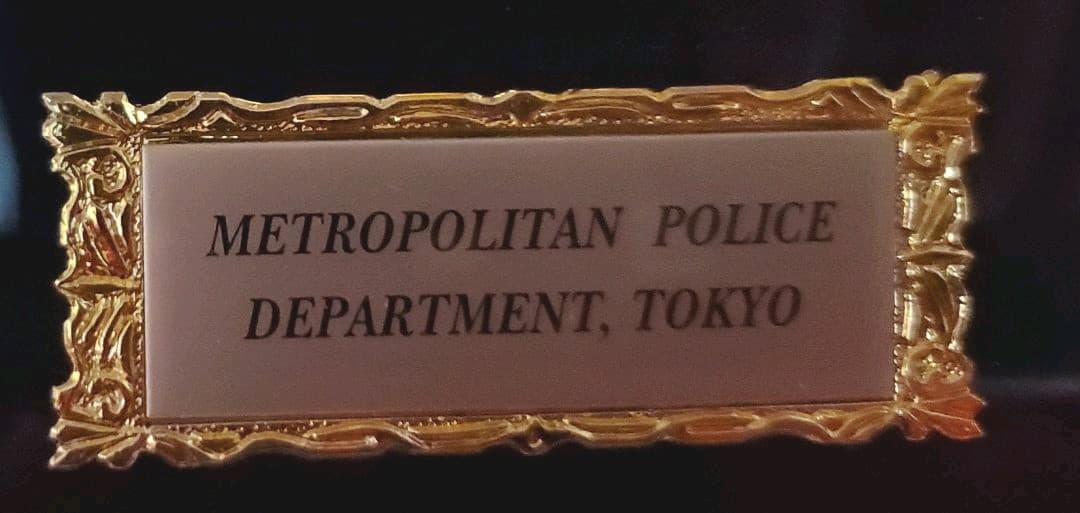 METROPOLITAN POLICE
DEPARTMENT, TOKYO